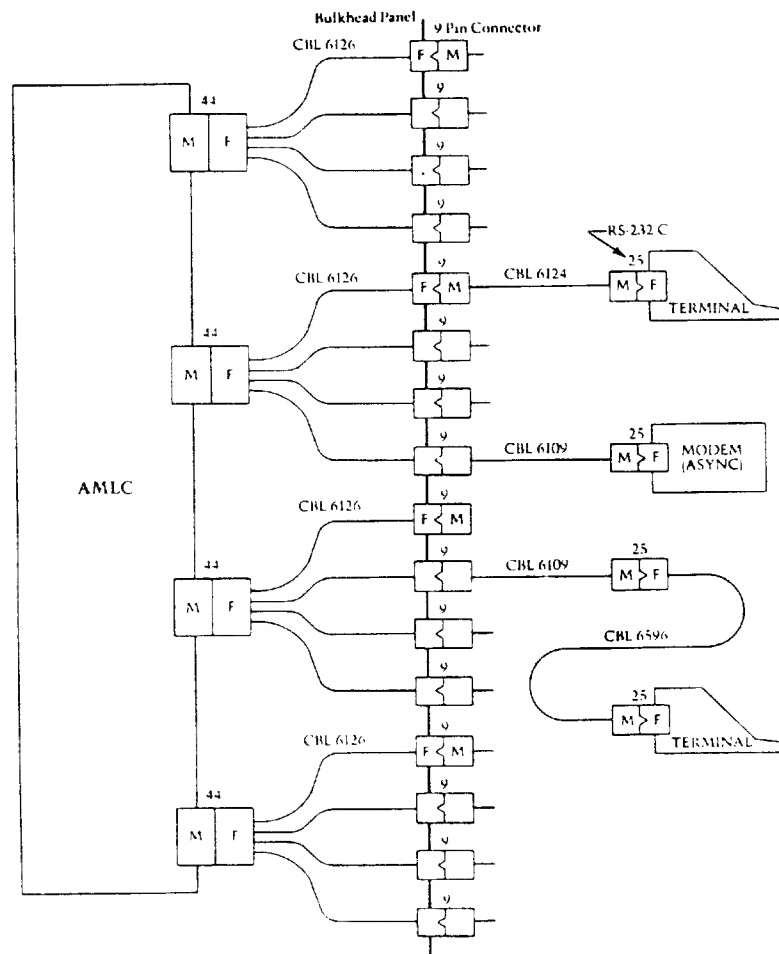 Bulkhead Panel
9 Pin Connector
CBL 6126
F M
9
44
M F
9
9
RS-232 C
9
25
CBL 6126
F M
CBL 6124
M F
TERMINAL
9
44
M F
9
9
25
CBL 6109
M F
MODEM
(ASYNC)
AMLC
9
CBL 6126
F M
9
25
44
CBL 6109
M F
M F
9
CBL 6596
9
25
M F
TERMINAL
9
CBL 6126
F M
9
44
M F
9
9